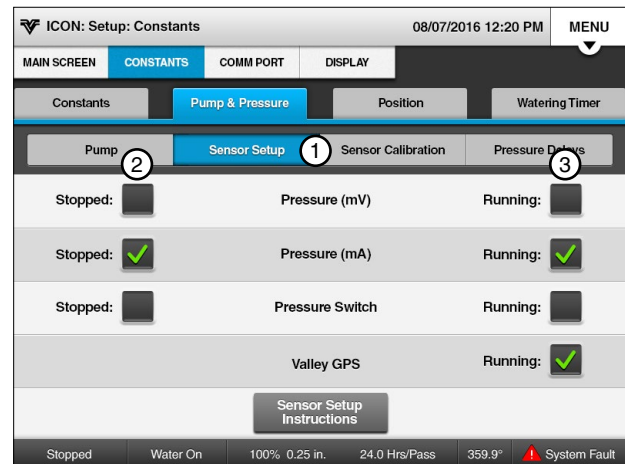 ICON: Setup: Constants 08/07/2016 12:20 PM MENU
MAIN SCREEN CONSTANTS COMM PORT DISPLAY
Constants Pump & Pressure Position Watering Timer
Pump Sensor Setup 1 Sensor Calibration Pressure Delays
2 3
Stopped: Pressure (mV) Running:
Stopped: Pressure (mA) Running:
Stopped: Pressure Switch Running:
Valley GPS Running:
Sensor Setup
Instructions
Stopped Water On 100% 0.25 in. 24.0 Hrs/Pass 359.9° System Fault